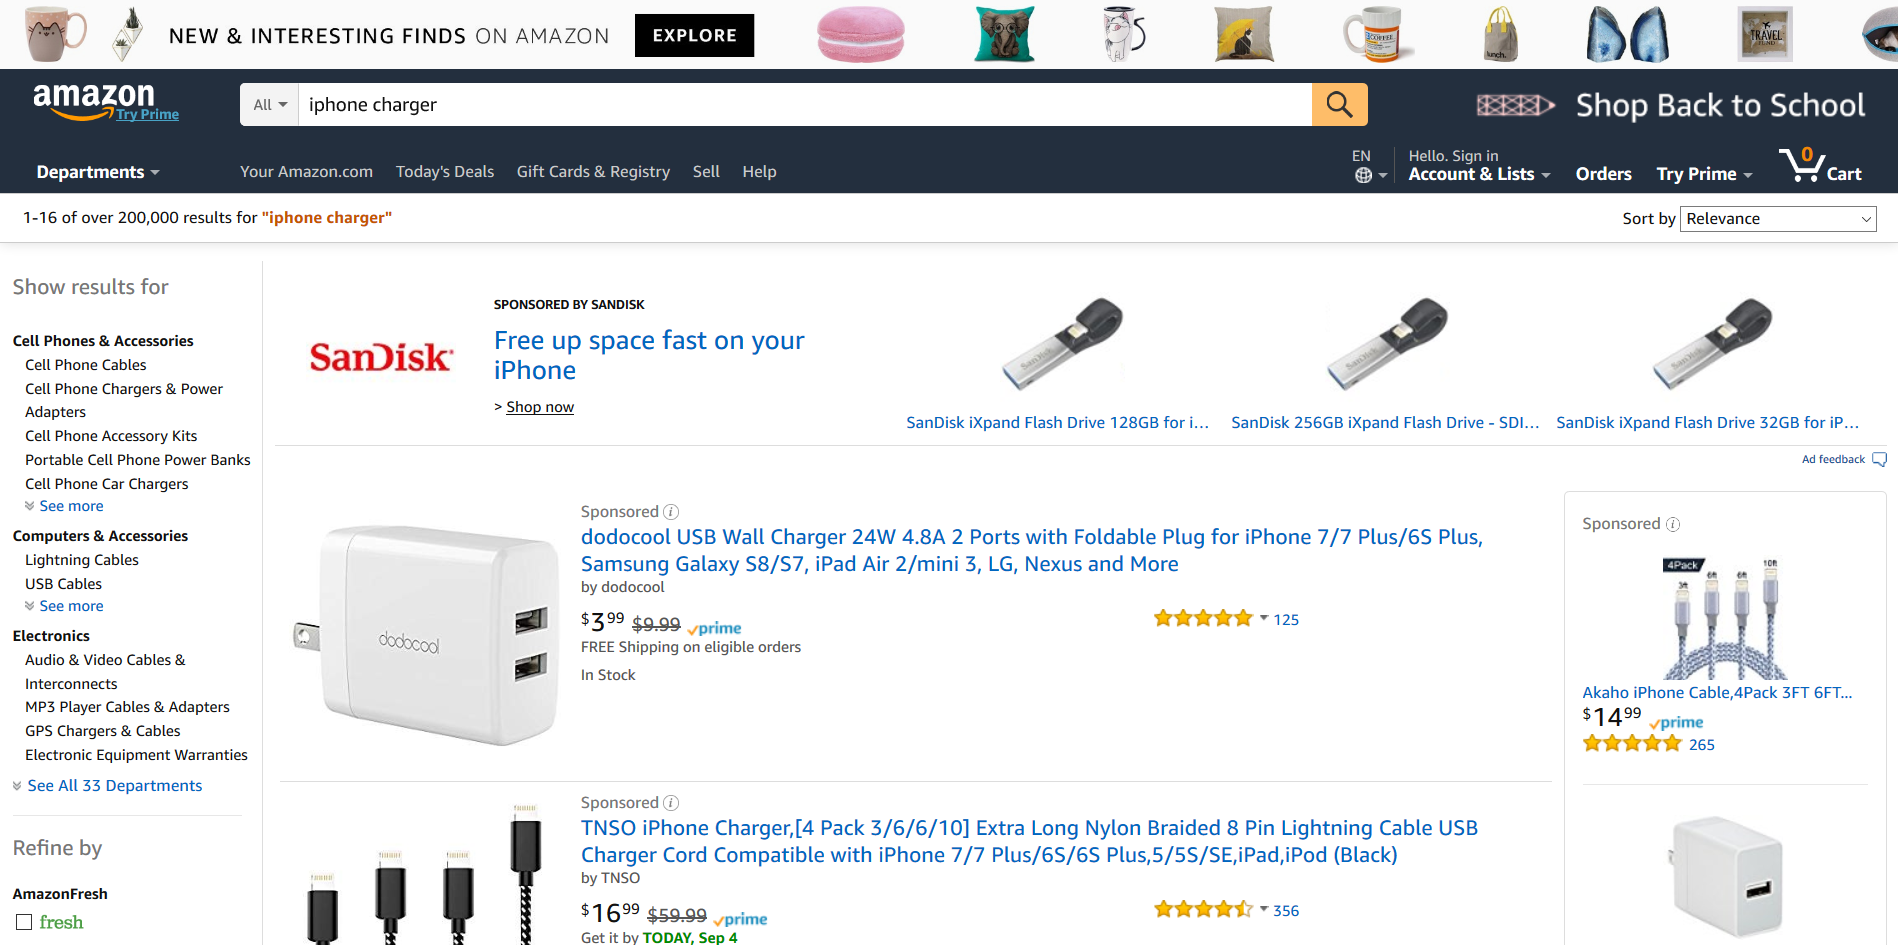 NEW & INTERESTING FINDS ON AMAZON
EXPLORE
COFFEE
lunch.
TRAVEL
FUND
amazon
Try Prime
All
iphone charger
Shop Back to School
Departments
Your Amazon.com
Today's Deals
Gift Cards & Registry
Sell
Help
EN
Hello. Sign in
Account & Lists
Orders
Try Prime
0
Cart
1-16 of over 200,000 results for "iphone charger"
Sort by Relevance
Show results for
Cell Phones & Accessories
Cell Phone Cables
Cell Phone Chargers & Power
Adapters
Cell Phone Accessory Kits
Portable Cell Phone Power Banks
Cell Phone Car Chargers
See more
Computers & Accessories
Lightning Cables
USB Cables
See more
Electronics
Audio & Video Cables &
Interconnects
MP3 Player Cables & Adapters
GPS Chargers & Cables
Electronic Equipment Warranties
See All 33 Departments
Refine by
AmazonFresh
fresh
SanDisk
SPONSORED BY SANDISK
Free up space fast on your
iPhone
> Shop now
SanDisk
SanDisk iXpand Flash Drive 128GB for i...
SanDisk
SanDisk 256GB iXpand Flash Drive - SDI...
SanDisk
SanDisk iXpand Flash Drive 32GB for iP...
Ad feedback
dodocool
Sponsored
dodocool USB Wall Charger 24W 4.8A 2 Ports with Foldable Plug for iPhone 7/7 Plus/6S Plus,
Samsung Galaxy S8/S7, iPad Air 2/mini 3, LG, Nexus and More
by dodocool
$3.99 $9.99 prime
125
FREE Shipping on eligible orders
In Stock
Sponsored
TNSO iPhone Charger,[4 Pack 3/6/6/10] Extra Long Nylon Braided 8 Pin Lightning Cable USB
Charger Cord Compatible with iPhone 7/7 Plus/6S/6S Plus,5/5S/SE,iPad,iPod (Black)
by TNSO
$16.99 $59.99 prime
356
Get it by TODAY, Sep 4
Sponsored
4Pack
3ft
6ft
6ft
10ft
Akaho iPhone Cable,4Pack 3FT 6FT...
$14.99 prime
265